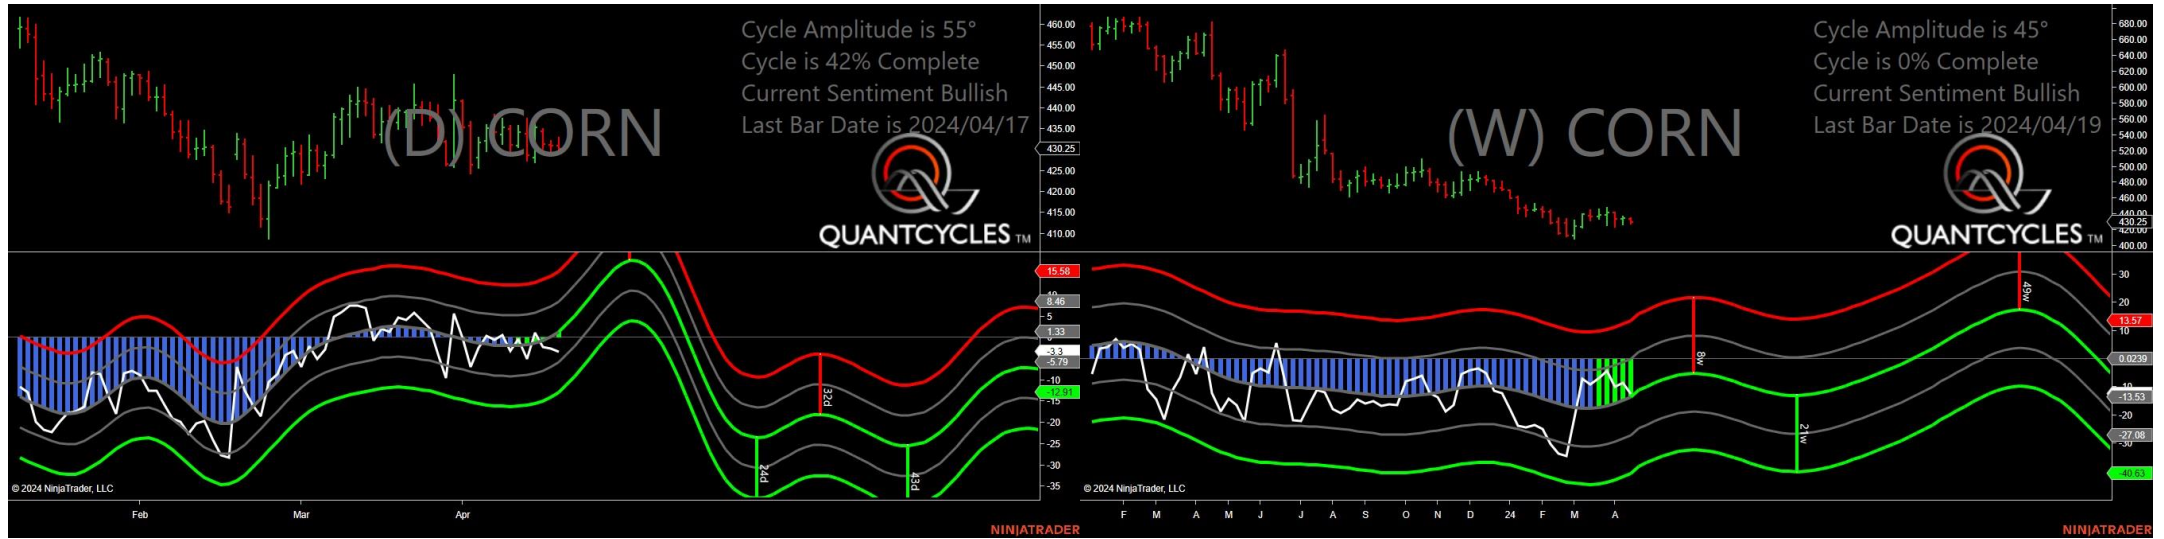 Cycle Amplitude is 55°
Cycle is 42% Complete
Current Sentiment Bullish
Last Bar Date is 2024/04/17
(D) CORN
QUANTCYCLES TM
460.00
455.00
450.00
445.00
440.00
435.00
430.25
425.00
420.00
415.00
410.00
15.58
8.46
5
1.33
-3.3
-5.79
-10
-12.91
-15
-20
-25
-30
-35
32d
24d
43d
© 2024 NinjaTrader, LLC
Feb Mar Apr
NINJATRADER
Cycle Amplitude is 45°
Cycle is 0% Complete
Current Sentiment Bullish
Last Bar Date is 2024/04/19
(W) CORN
QUANTCYCLES TM
680.00
660.00
640.00
620.00
600.00
580.00
560.00
540.00
520.00
500.00
480.00
460.00
440.00
430.25
420.00
400.00
30
20
13.57
10
0.0239
-10
-13.53
-20
-27.08
-30
-40.63
49w
8w
21w
© 2024 NinjaTrader, LLC
F M A M J J A S O N D 24 F M A
NINJATRADER